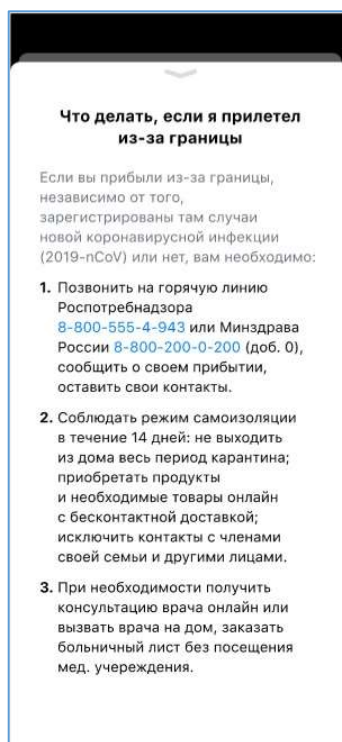 Что делать, если я прилетел
из-за границы
Если вы прибыли из-за границы,
независимо от того,
зарегистрированы там случаи
новой коронавирусной инфекции
(2019-nCoV) или нет, вам необходимо:
1. Позвонить на горячую линию
Роспотребнадзора
8-800-555-4-943 или Минздрава
России 8-800-200-0-200 (доб. 0),
сообщить о своем прибытии,
оставить свои контакты.
2. Соблюдать режим самоизоляции
в течение 14 дней: не выходить
из дома весь период карантина;
приобретать продукты
и необходимые товары онлайн
с бесконтактной доставкой;
исключить контакты с членами
своей семьи и другими лицами.
3. При необходимости получить
консультацию врача онлайн или
вызвать врача на дом, заказать
больничный лист без посещения
мед. учереждения.